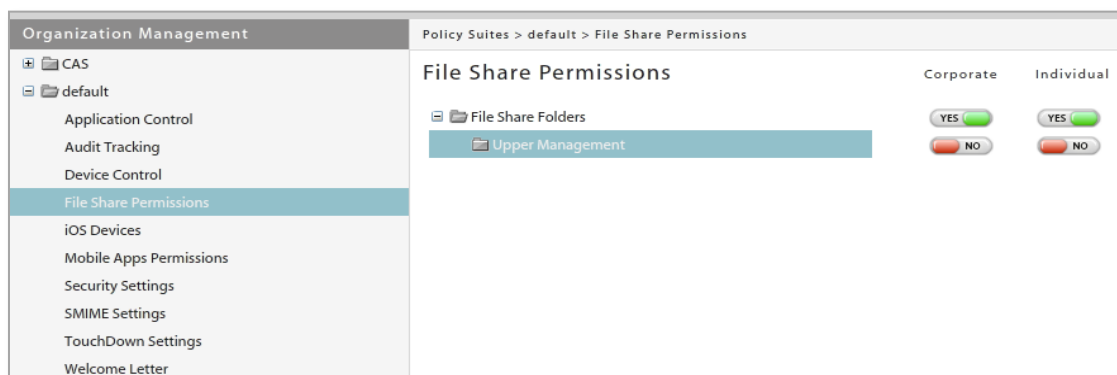 Organization Management
CAS
default
Application Control
Audit Tracking
Device Control
File Share Permissions
iOS Devices
Mobile Apps Permissions
Security Settings
SMIME Settings
TouchDown Settings
Welcome Letter
Policy Suites > default > File Share Permissions
File Share Permissions Corporate Individual
File Share Folders YES YES
Upper Management NO NO